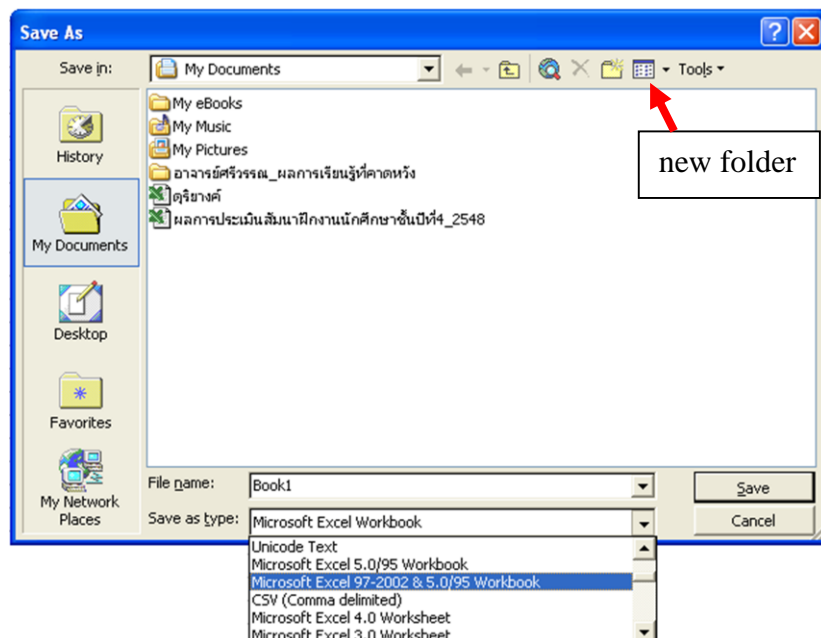 Save As
Save in:
My Documents
Tools
History
My Documents
Desktop
Favorites
My Network
Places
My eBooks
My Music
My Pictures
อาจารย์ศรีวรรณ_ผลการเรียนรู้ที่คาดหวัง
ดุริยางค์
ผลการประเมินสัมนาฝึกงานนักศึกษาชั้นปีที่4_2548
new folder
File name:
Book1
Save
Save as type:
Microsoft Excel Workbook
Cancel
Unicode Text
Microsoft Excel 5.0/95 Workbook
Microsoft Excel 97-2002 & 5.0/95 Workbook
CSV (Comma delimited)
Microsoft Excel 4.0 Worksheet
Microsoft Excel 3.0 Worksheet